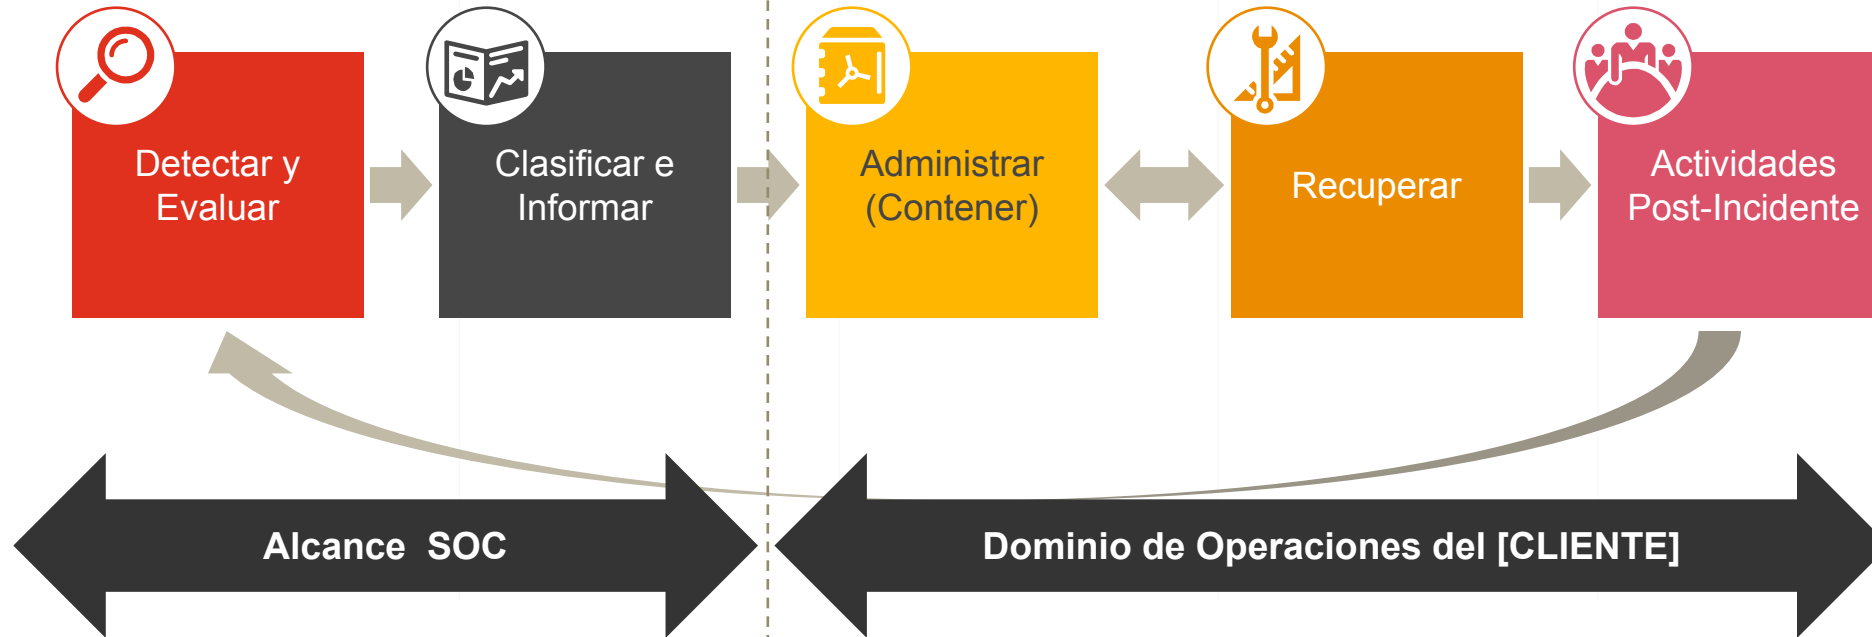 Detectar y
Evaluar
Clasificar e
Informar
Administrar
(Contener)
Recuperar
Actividades
Post-Incidente
Alcance  SOC
Dominio de Operaciones del [CLIENTE]